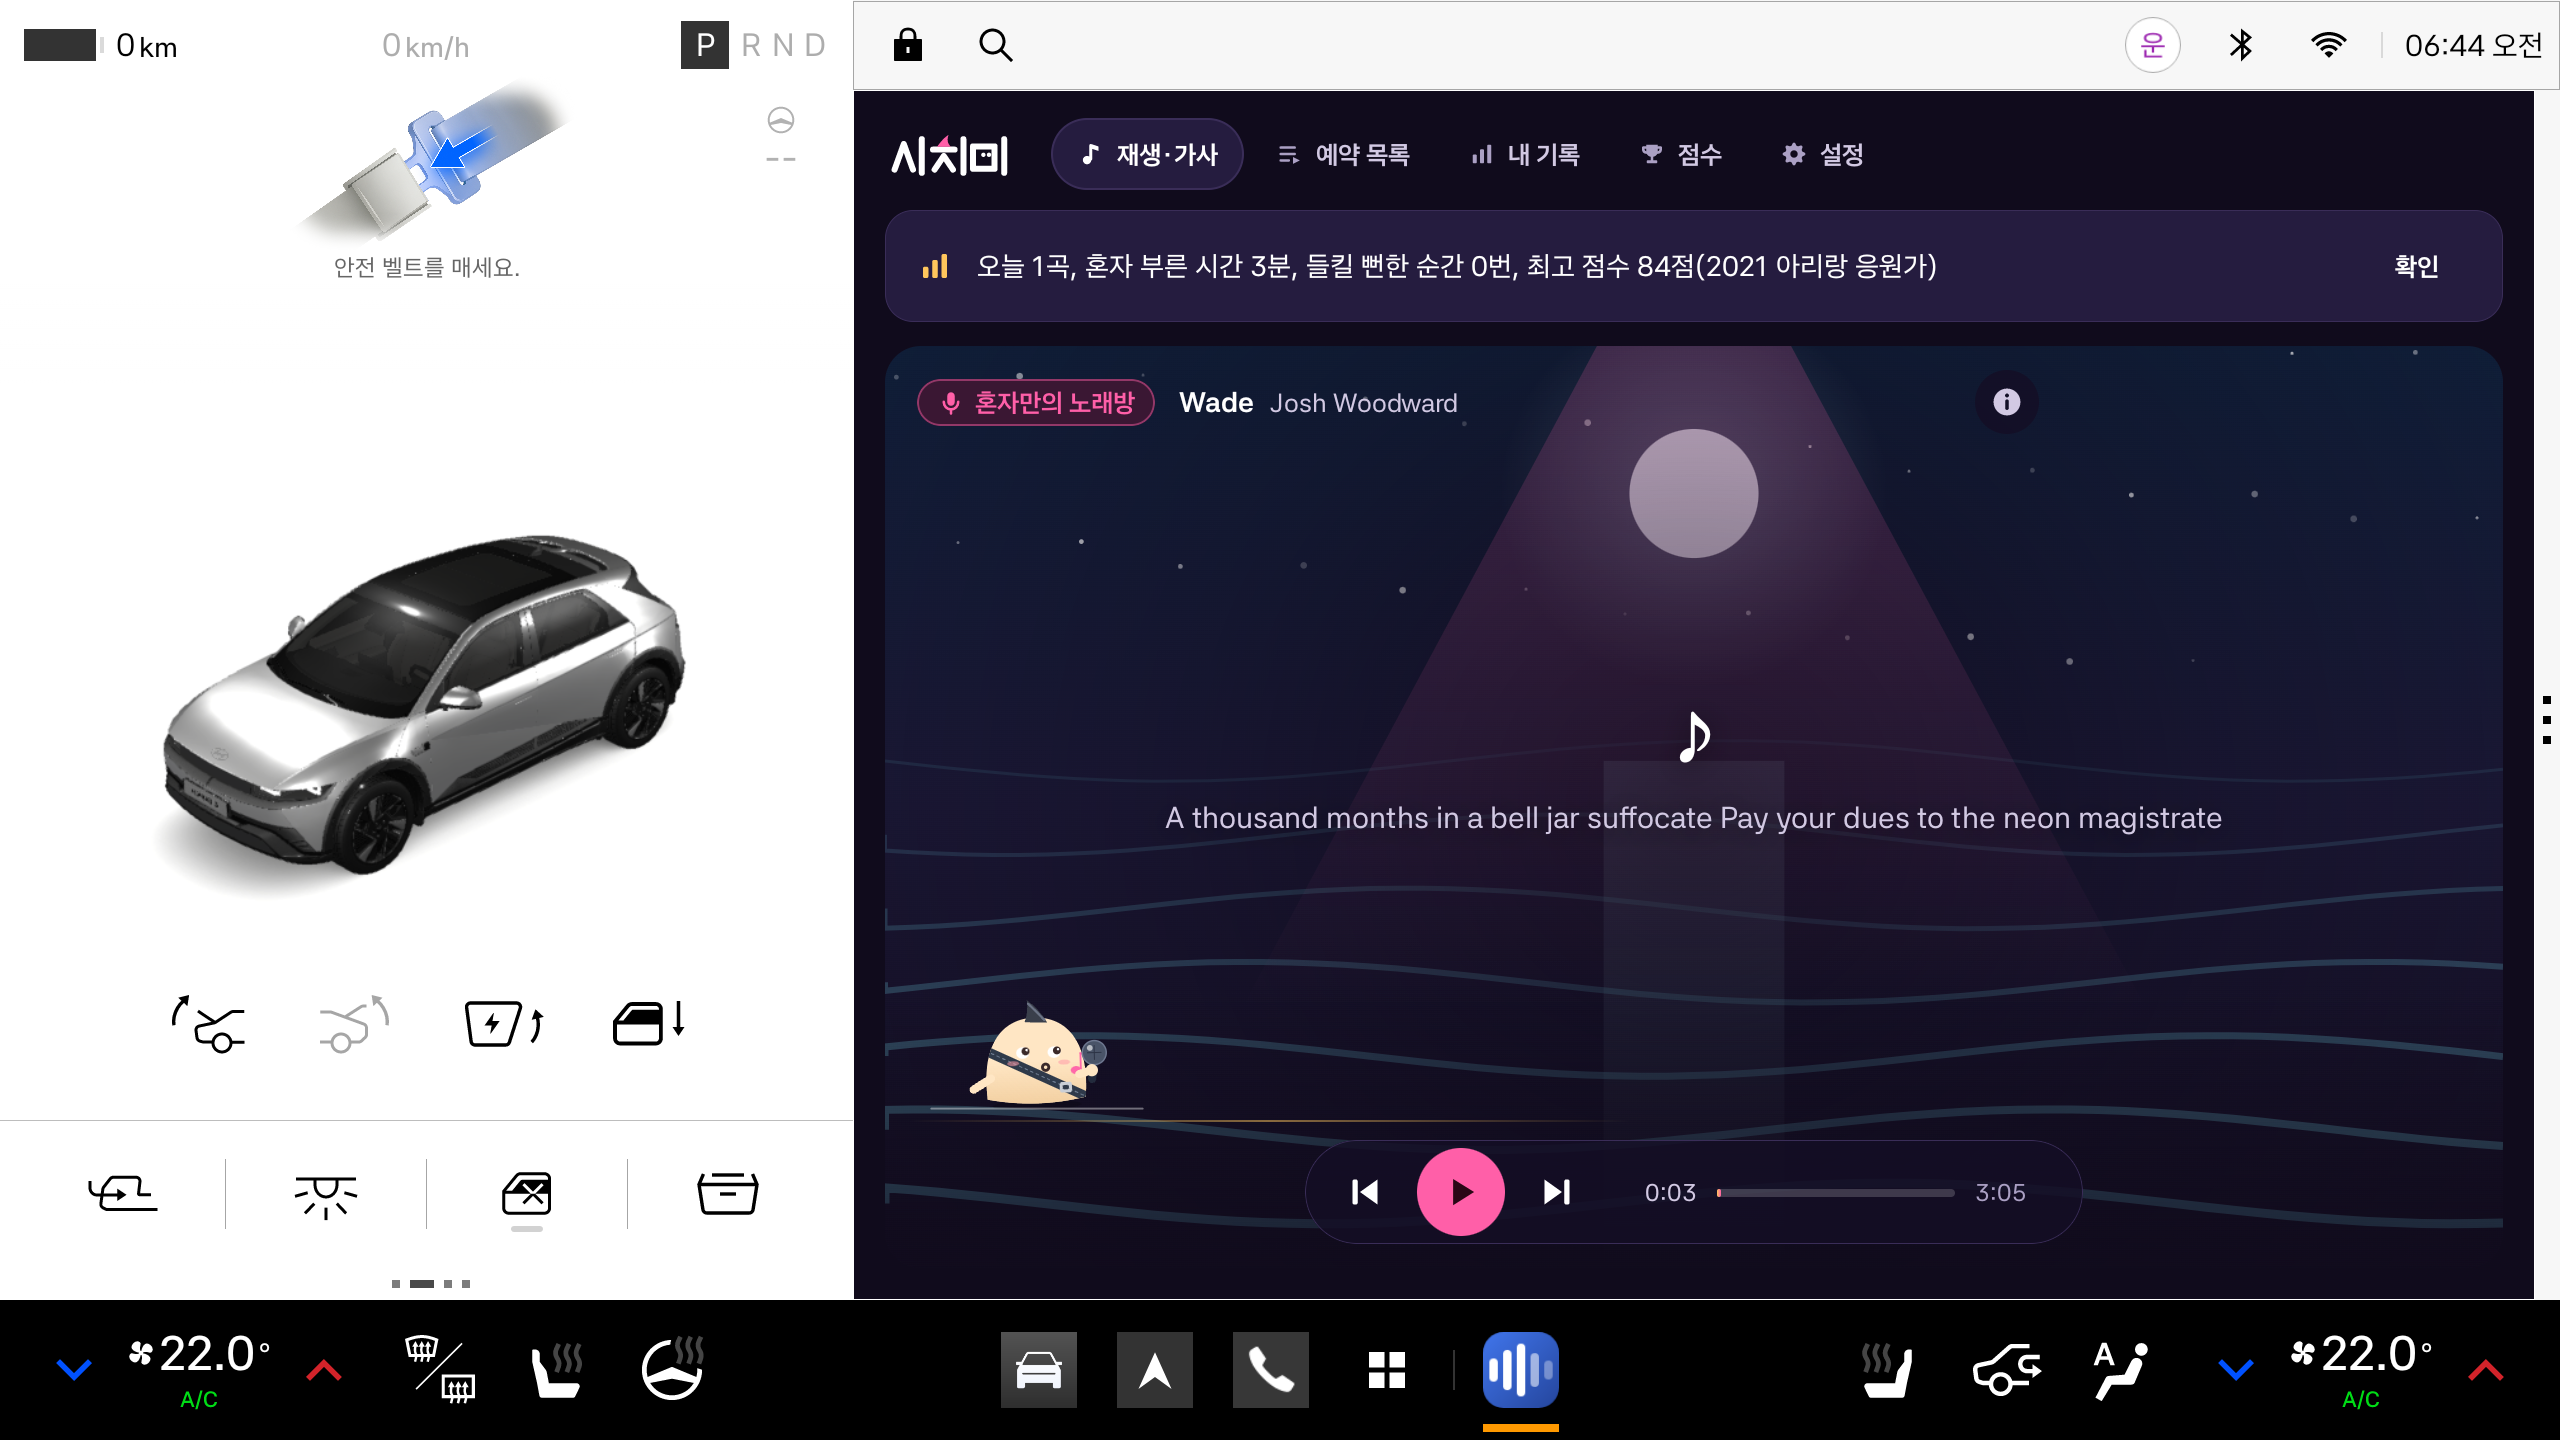 0 km
0 km/h
P R N D
운
06:44 오전
안전 벨트를 매세요.
시치미
재생·가사
예약 목록
내 기록
점수
설정
오늘 1곡, 혼자 부른 시간 3분, 들킬 뻔한 순간 0번, 최고 점수 84점(2021 아리랑 응원가)
확인
혼자만의 노래방
Wade Josh Woodward
A thousand months in a bell jar suffocate Pay your dues to the neon magistrate
0:03
3:05
22.0°
A/C
A
22.0°
A/C